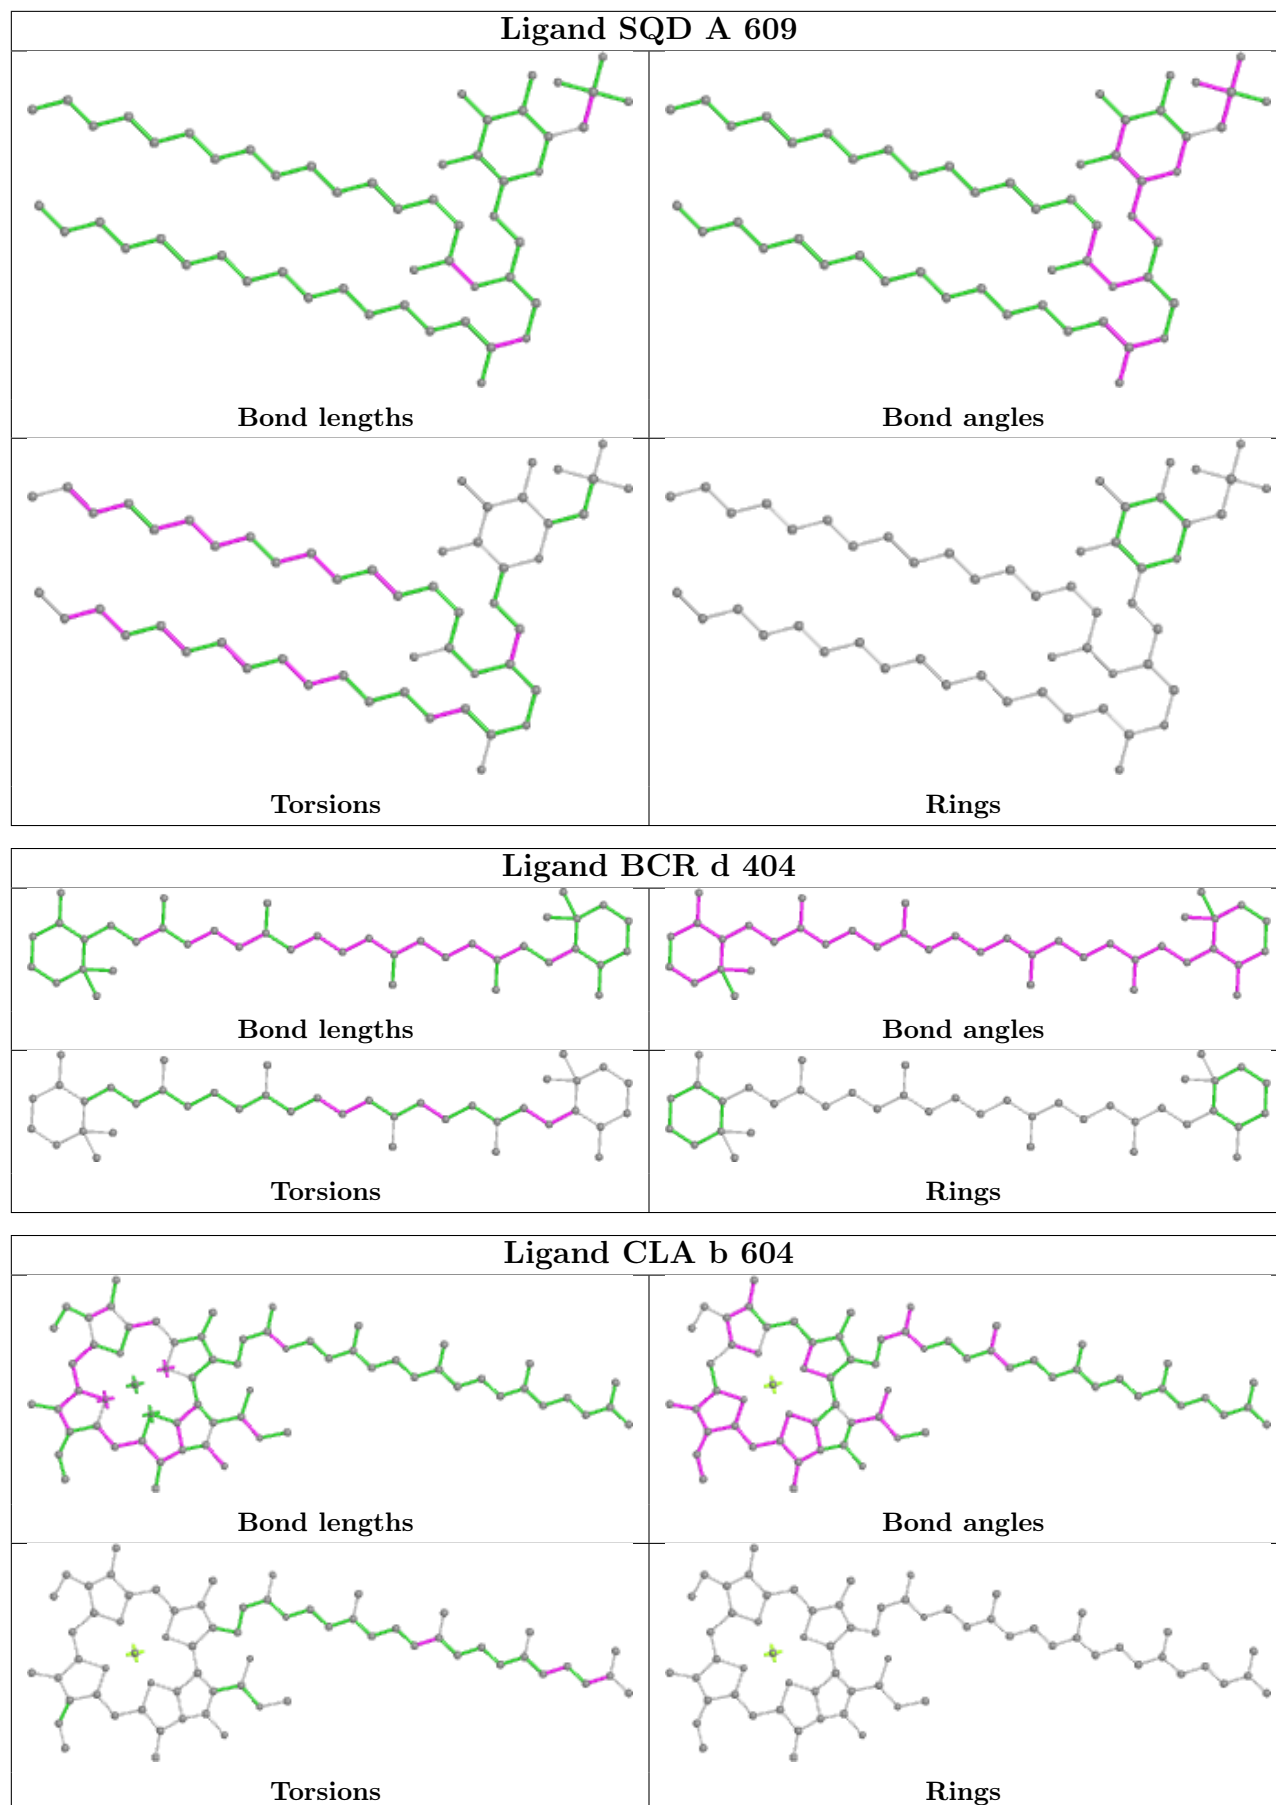 Ligand SQD A 609
Bond lengths
Bond angles
Torsions
Rings
Ligand BCR d 404
Bond lengths
Bond angles
Torsions
Rings
Ligand CLA b 604
Bond lengths
Bond angles
Torsions
Rings